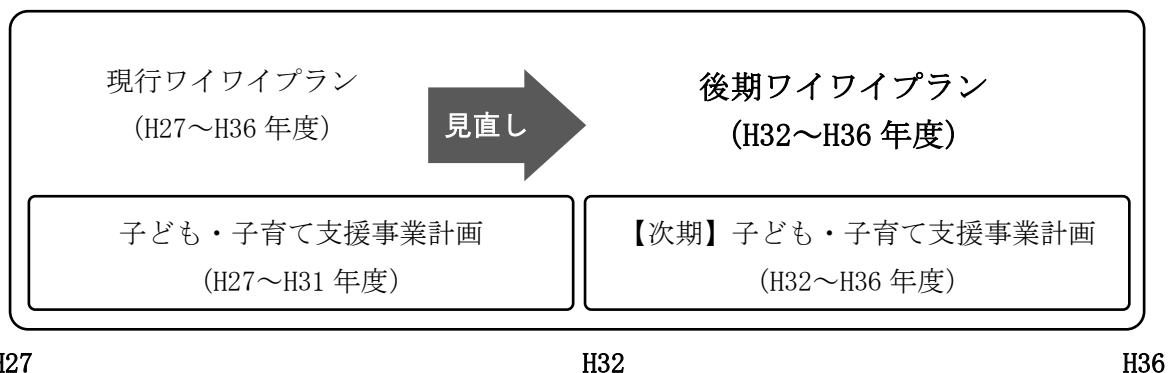 現行ワイワイプラン
(H27～H36 年度)
見直し
後期ワイワイプラン
(H32～H36 年度)
子ども・子育て支援事業計画
(H27～H31 年度)
【次期】子ども・子育て支援事業計画
(H32～H36 年度)
H27
H32
H36